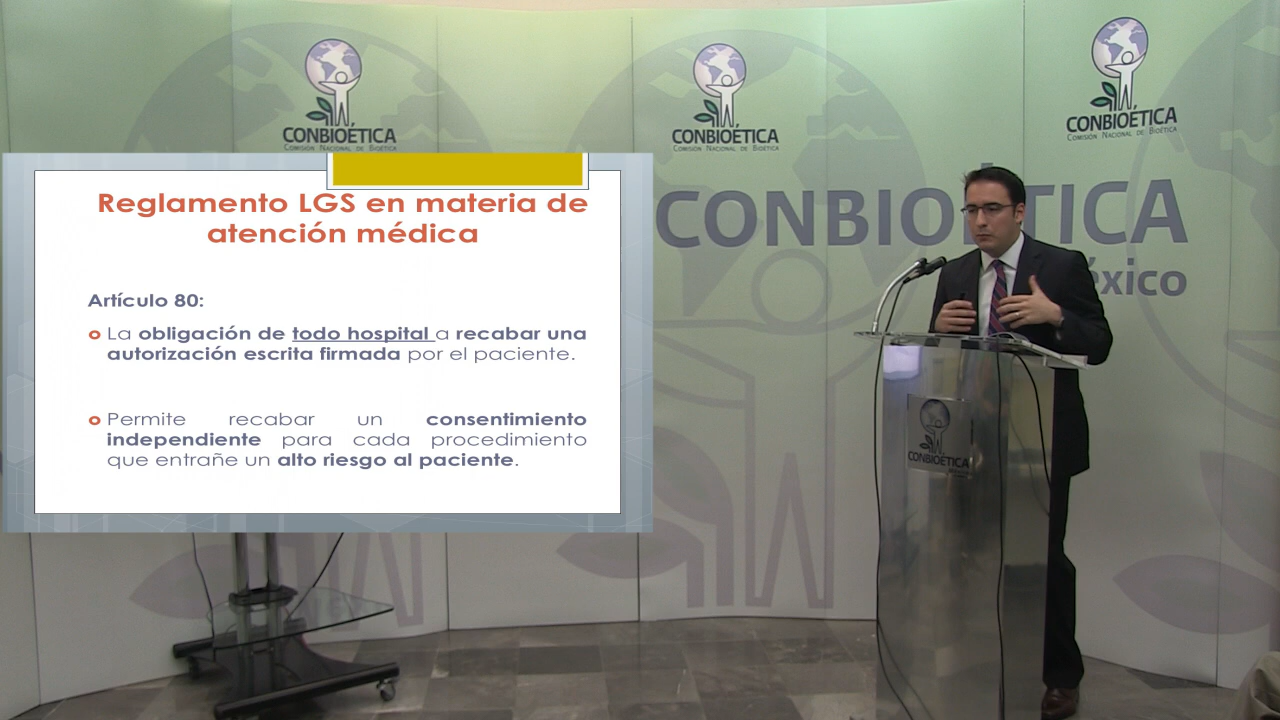 CONBIOÉTICA
COMISIÓN NACIONAL DE BIOÉTICA
CONBIOÉTICA
COMISIÓN NACIONAL DE BIOÉTICA
CONBIOÉTICA
COMISIÓN NACIONAL DE BIOÉTICA
CONBIO TICA
éxico
Reglamento LGS en materia de
atención médica
Artículo 80:
La obligación de todo hospital a recabar una
autorización escrita firmada por el paciente.
Permite recabar un consentimiento
independiente para cada procedimiento
que entrañe un alto riesgo al paciente.
CONBIOÉTICA